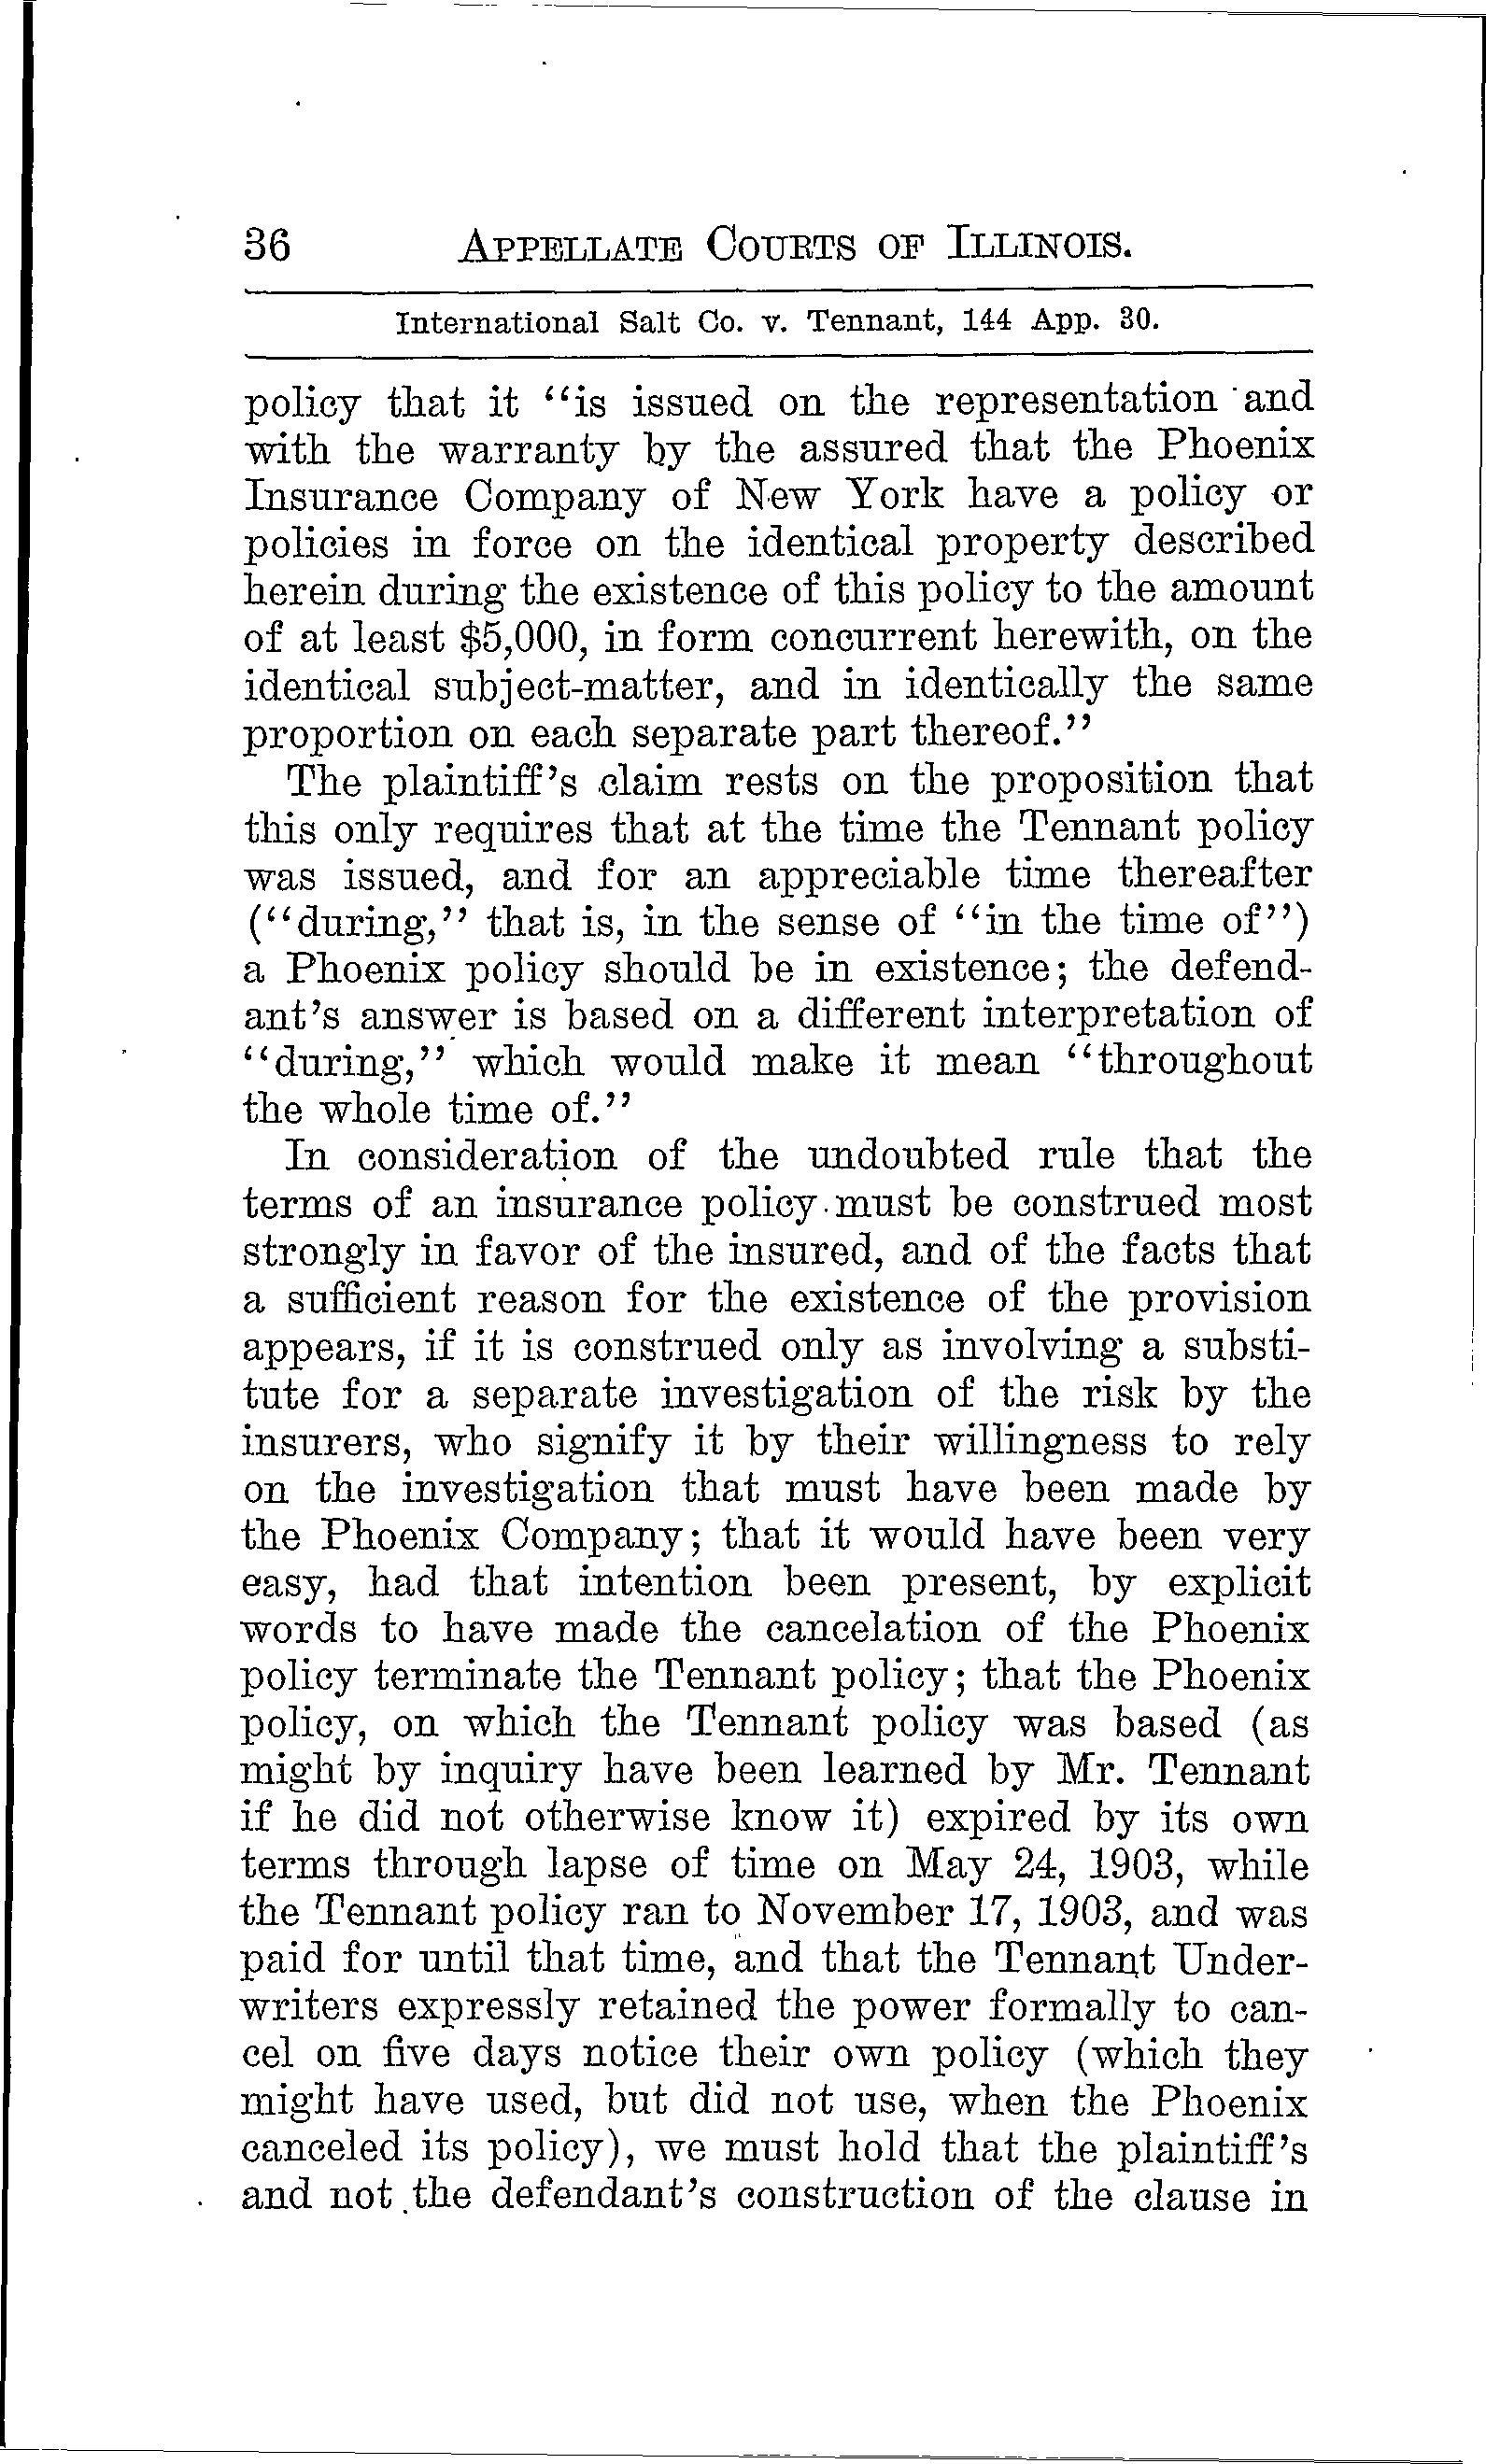 36 APPELLATE COURTS OF ILLINOIS.
International Salt Co. v. Tennant, 144 App. 30.
policy that it "is issued on the representation and
with the warranty by the assured that the Phoenix
Insurance Company of New York have a policy or
policies in force on the identical property described
herein during the existence of this policy to the amount
of at least $5,000, in form concurrent herewith, on the
identical subject-matter, and in identically the same
proportion on each separate part thereof."
The plaintiff's claim rests on the proposition that
this only requires that at the time the Tennant policy
was issued, and for an appreciable time thereafter
("during," that is, in the sense of "in the time of")
a Phoenix policy should be in existence; the defend-
ant's answer is based on a different interpretation of
"during," which would make it mean "throughout
the whole time of."
In consideration of the undoubted rule that the
terms of an insurance policy must be construed most
strongly in favor of the insured, and of the facts that
a sufficient reason for the existence of the provision
appears, if it is construed only as involving a substi-
tute for a separate investigation of the risk by the
insurers, who signify it by their willingness to rely
on the investigation that must have been made by
the Phoenix Company; that it would have been very
easy, had that intention been present, by explicit
words to have made the cancelation of the Phoenix
policy terminate the Tennant policy; that the Phoenix
policy, on which the Tennant policy was based (as
might by inquiry have been learned by Mr. Tennant
if he did not otherwise know it) expired by its own
terms through lapse of time on May 24, 1903, while
the Tennant policy ran to November 17, 1903, and was
paid for until that time, and that the Tennant Under-
writers expressly retained the power formally to can-
cel on five days notice their own policy (which they
might have used, but did not use, when the Phoenix
canceled its policy), we must hold that the plaintiff's
and not the defendant's construction of the clause in